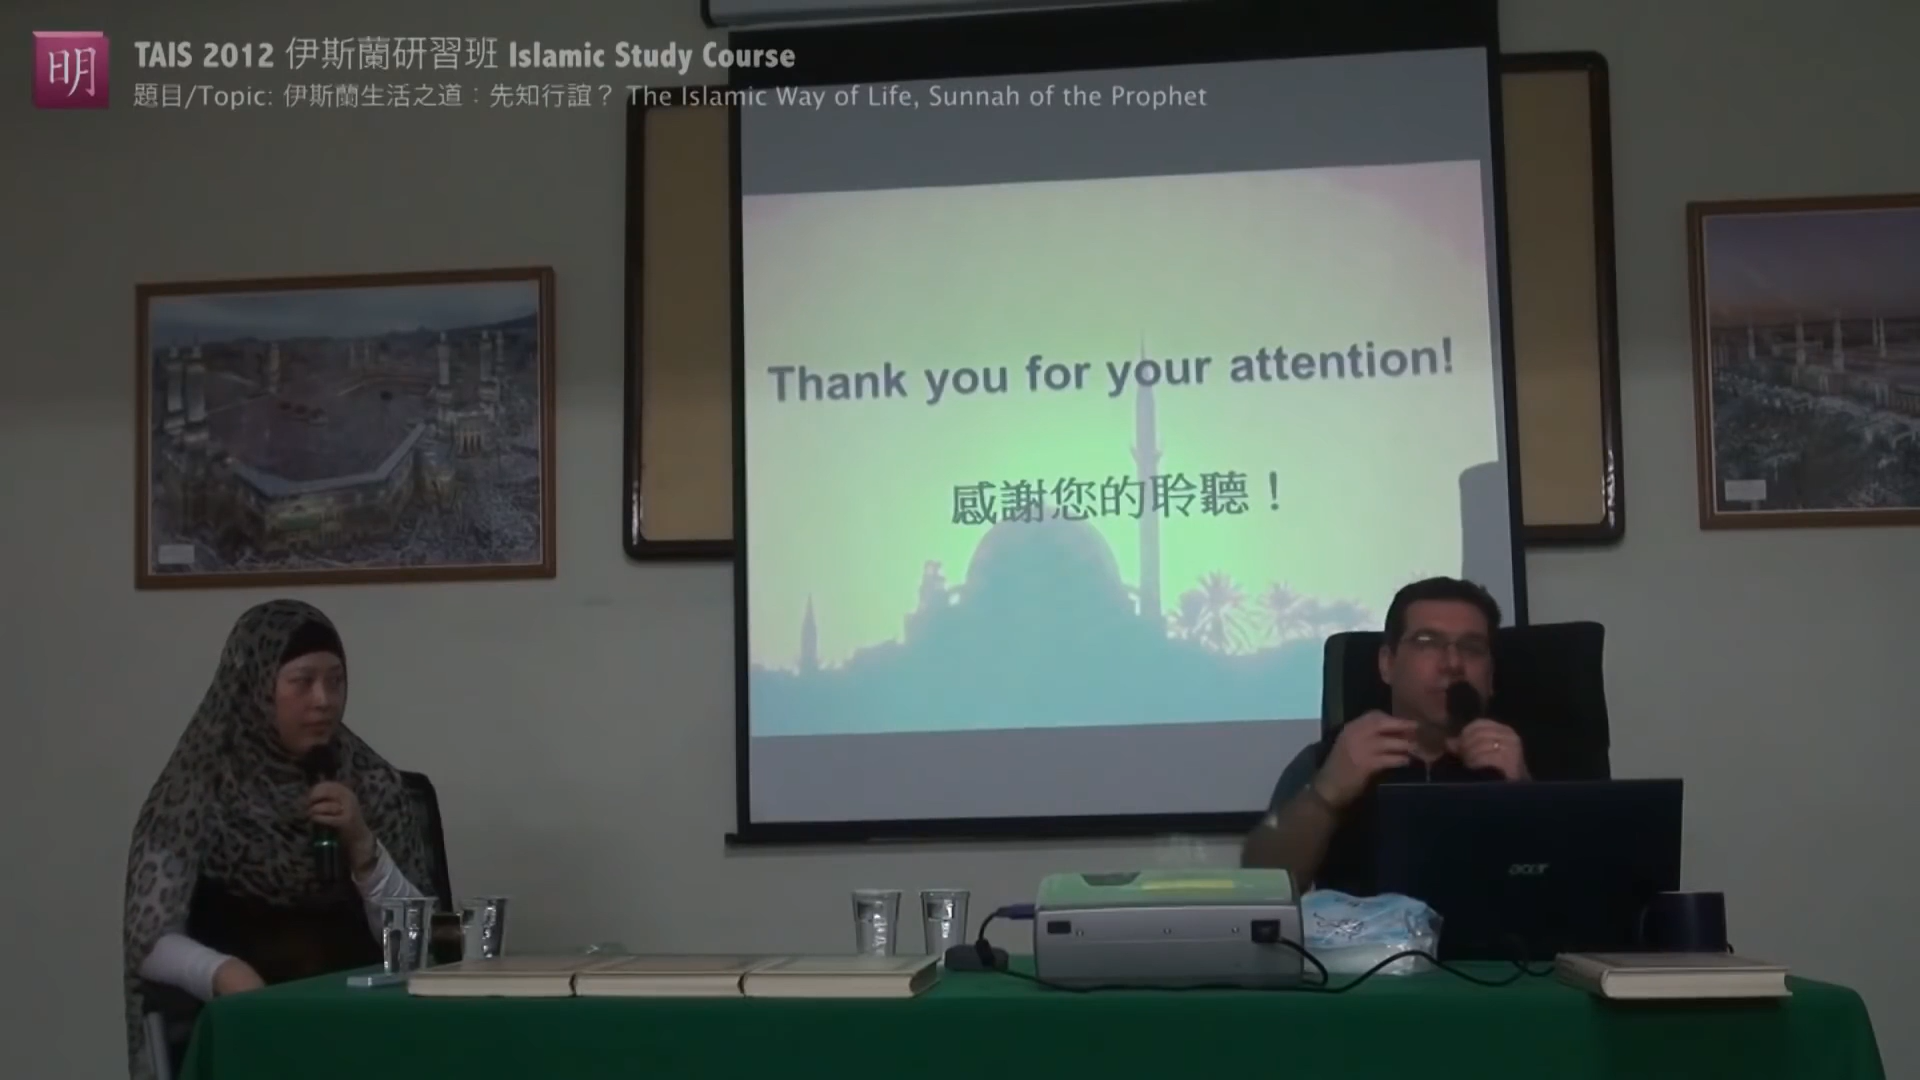 明
TAIS 2012 伊斯蘭研習班 Islamic Study Course
題目/Topic: 伊斯蘭生活之道：先知行誼？ The Islamic Way of Life, Sunnah of the Prophet
Thank you for your attention!
感謝您的聆聽！
acer